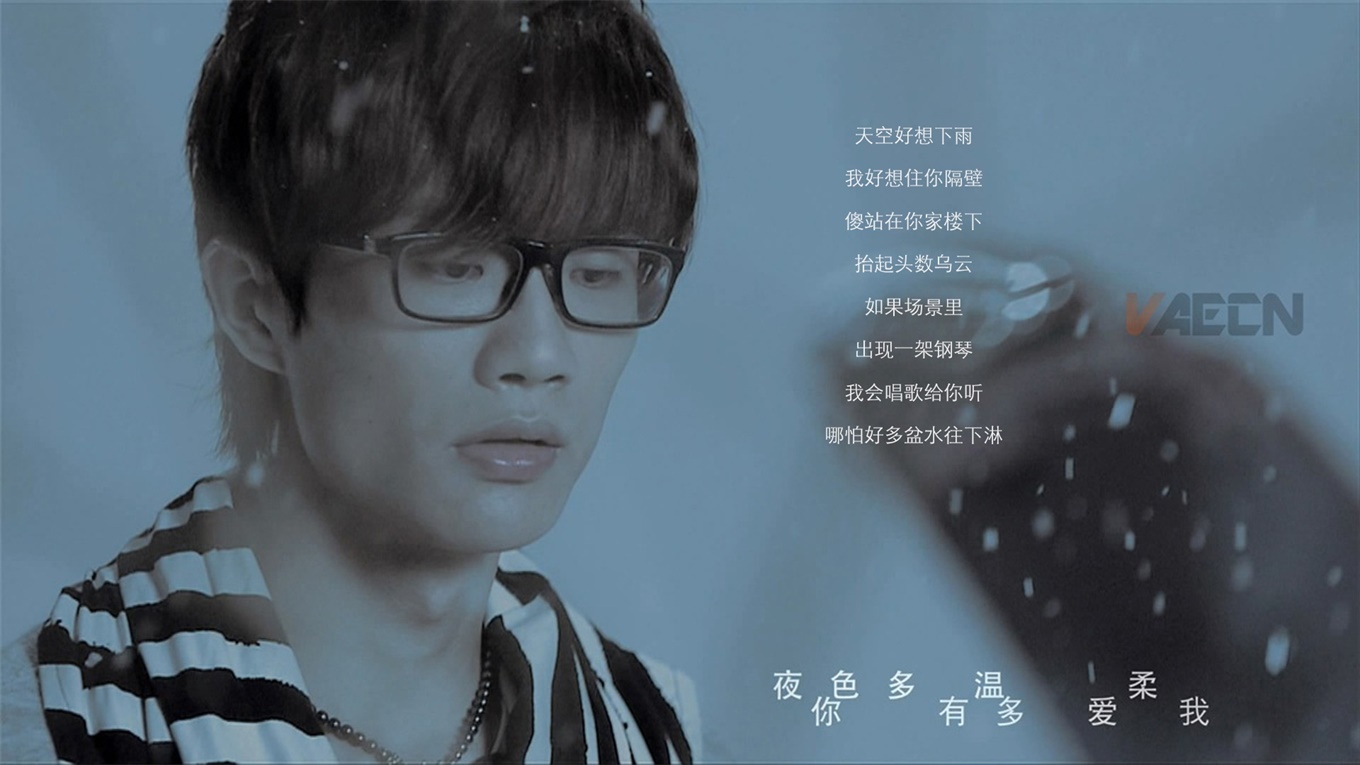 天空好想下雨
我好想住你隔壁
傻站在你家楼下
抬起头数乌云
如果场景里
出现一架钢琴
我会唱歌给你听
哪怕好多盆水往下淋
VAECN
夜色多温柔
你有多爱我